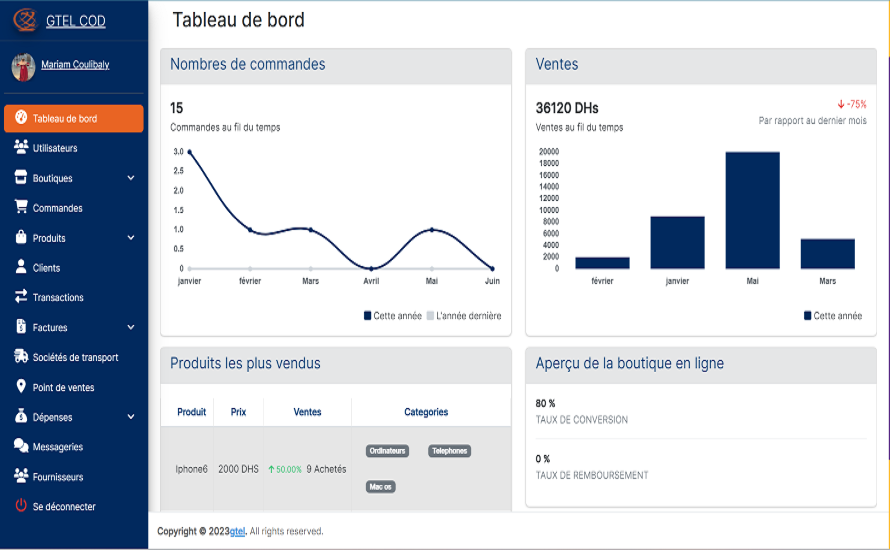 GTEL COD
Mariam Coulibaly
Tableau de bord
Utilisateurs
Boutiques
Commandes
Produits
Clients
Transactions
Factures
Sociétés de transport
Point de ventes
Dépenses
Messageries
Fournisseurs
Se déconnecter
Tableau de bord
Nombres de commandes
15
Commandes au fil du temps
3.0
2.5
2.0
1.5
1.0
0.5
0
janvier février Mars Avril Mai Juin
Cette année L'année dernière
Ventes
36120 DHs
-75%
Ventes au fil du temps
Par rapport au dernier mois
20000
18000
16000
14000
12000
10000
8000
6000
4000
2000
0
février janvier Mai Mars
Cette année
Produits les plus vendus
Produit Prix Ventes Categories
Iphone6 2000 DHS 50.00% 9 Achetés
Ordinateurs Telephones
Mac os
Aperçu de la boutique en ligne
80 %
TAUX DE CONVERSION
0 %
TAUX DE REMBOURSEMENT
Copyright © 2023gtel. All rights reserved.